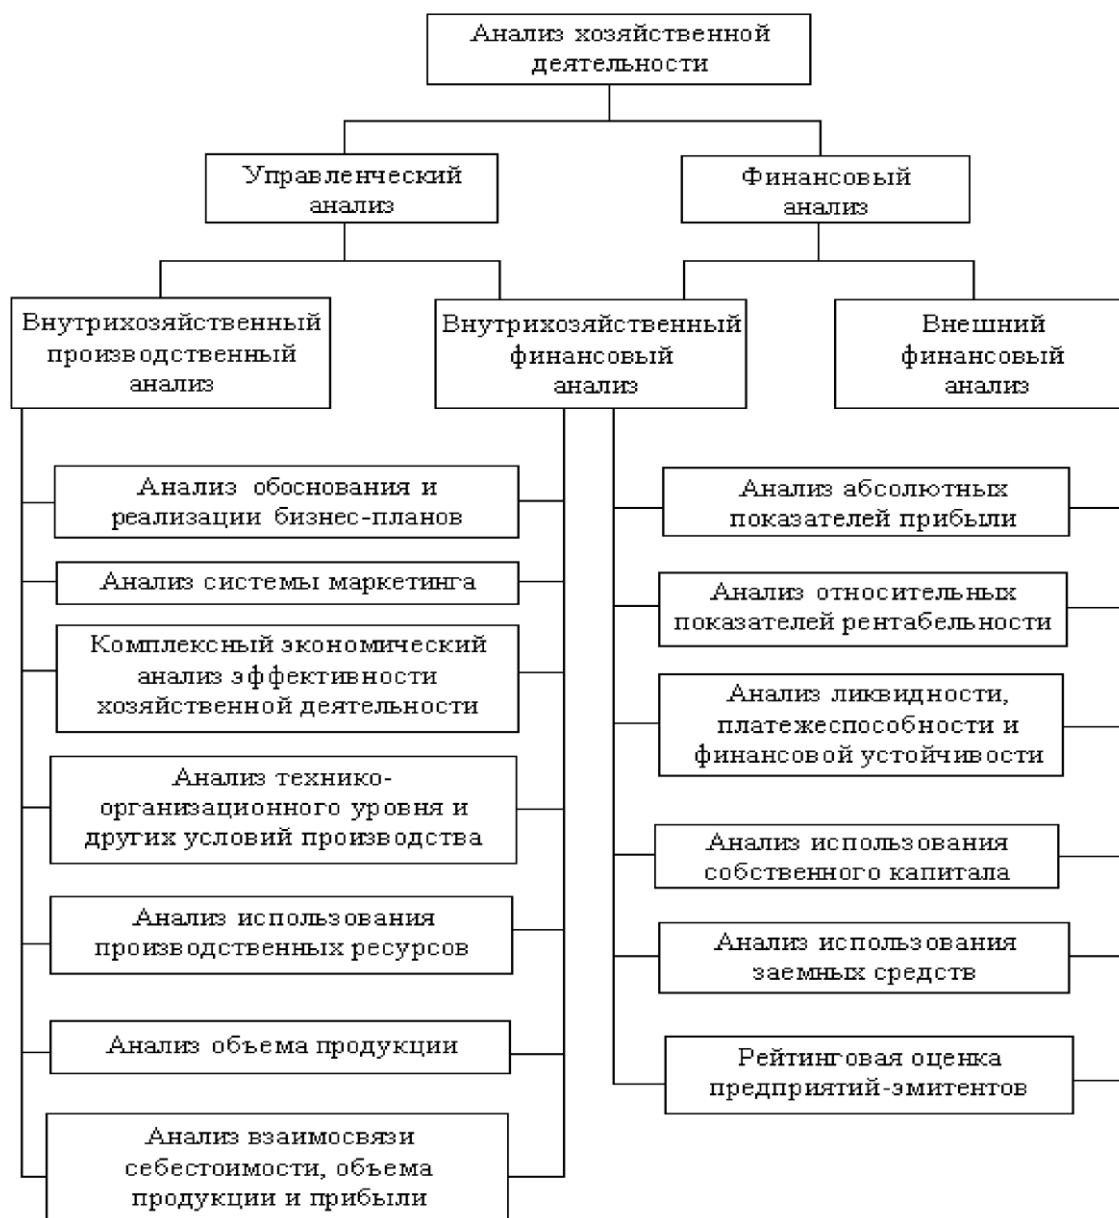 Анализ хозяйственной
деятельности
Управленческий
анализ
Финансовый
анализ
Внутрихозяйственный
производственный
анализ
Внутрихозяйственный
финансовый
анализ
Внешний
финансовый
анализ
Анализ обоснования и
реализации бизнес-планов
Анализ системы маркетинга
Комплексный экономический
анализ эффективности
хозяйственной деятельности
Анализ технико-
организационного уровня и
других условий производства
Анализ использования
производственных ресурсов
Анализ объема продукции
Анализ взаимосвязи
себестоимости, объема
продукции и прибыли
Анализ абсолютных
показателей прибыли
Анализ относительных
показателей рентабельности
Анализ ликвидности,
платежеспособности и
финансовой устойчивости
Анализ использования
собственного капитала
Анализ использования
заемных средств
Рейтинговая оценка
предприятий-эмитентов